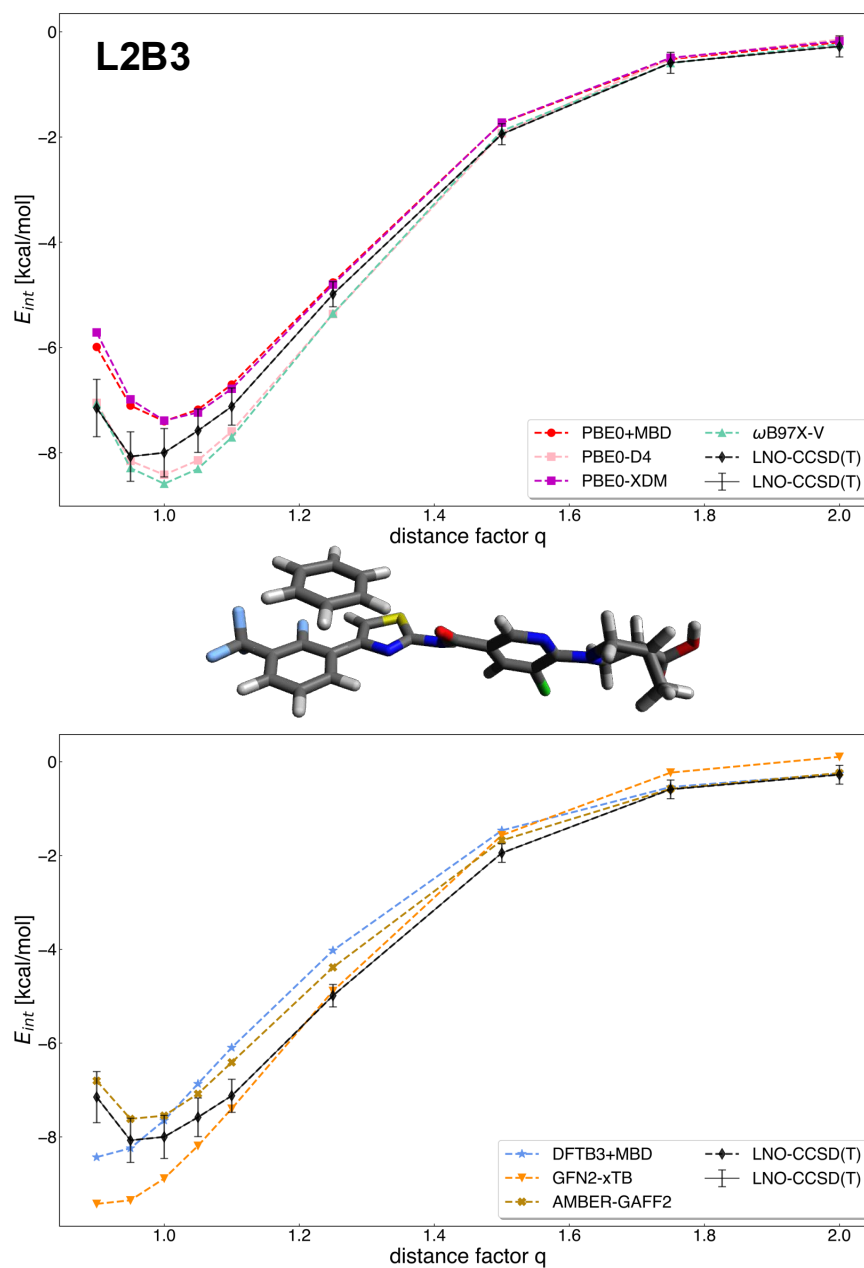 L2B3
0
−2
−4
−6
−8
E_int [kcal/mol]
PBE0+MBD
PBE0-D4
PBE0-XDM
ωB97X-V
LNO-CCSD(T)
LNO-CCSD(T)
1.0 1.2 1.4 1.6 1.8 2.0
distance factor q
0
−2
−4
−6
−8
E_int [kcal/mol]
DFTB3+MBD
GFN2-xTB
AMBER-GAFF2
LNO-CCSD(T)
LNO-CCSD(T)
1.0 1.2 1.4 1.6 1.8 2.0
distance factor q